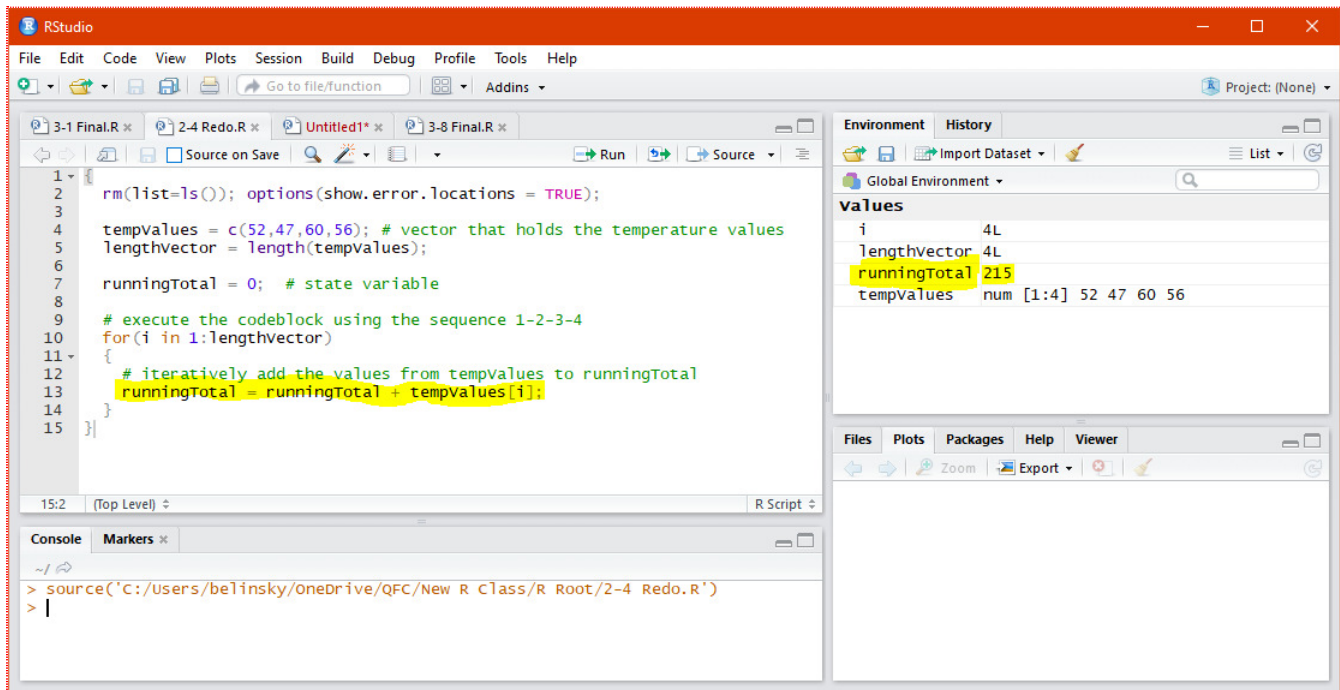 RStudio
File Edit Code View Plots Session Build Debug Profile Tools Help
Go to file/function Addins Project: (None)
3-1 Final.R 2-4 Redo.R Untitled1* 3-8 Final.R
Source on Save Run Source
1 {
2 rm(list=ls()); options(show.error.locations = TRUE);
3
4 tempValues = c(52,47,60,56); # vector that holds the temperature values
5 lengthVector = length(tempValues);
6
7 runningTotal = 0; # state variable
8
9 # execute the codeblock using the sequence 1-2-3-4
10 for(i in 1:lengthVector)
11 {
12 # iteratively add the values from tempValues to runningTotal
13 runningTotal = runningTotal + tempValues[i];
14 }
15 }
15:2 (Top Level) R Script
Console Markers
~/
> source('C:/Users/belinsky/OneDrive/QFC/New R Class/R Root/2-4 Redo.R')
>
Environment History
Import Dataset List
Global Environment
Values
i 4L
lengthVector 4L
runningTotal 215
tempValues num [1:4] 52 47 60 56
Files Plots Packages Help Viewer
Zoom Export